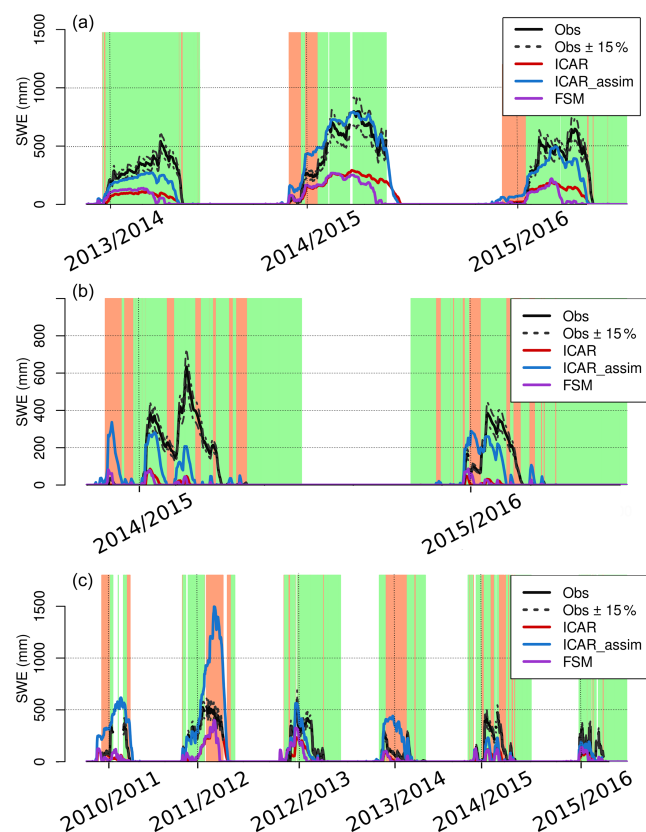 (a)
SWE (mm)
1500
1000
500
0
Obs
Obs ± 15%
ICAR
ICAR_assim
FSM
2013/2014
2014/2015
2015/2016
(b)
SWE (mm)
800
600
400
200
0
Obs
Obs ± 15%
ICAR
ICAR_assim
FSM
2014/2015
2015/2016
(c)
SWE (mm)
1500
1000
500
0
Obs
Obs ± 15%
ICAR
ICAR_assim
FSM
2010/2011
2011/2012
2012/2013
2013/2014
2014/2015
2015/2016